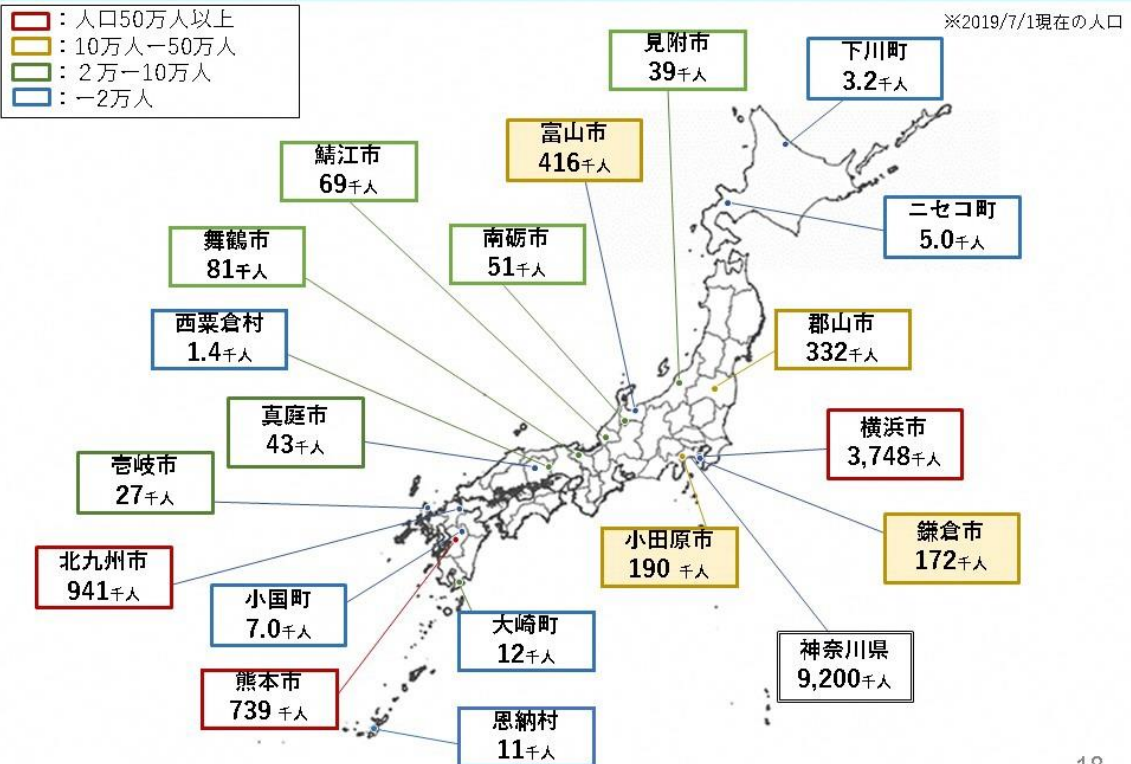 ：人口50万人以上
：10万人ー50万人
：２万ー10万人
：ー2万人
※2019/7/1現在の人口
見附市
39千人
下川町
3.2千人
富山市
416千人
鯖江市
69千人
ニセコ町
5.0千人
舞鶴市
81千人
南砺市
51千人
西粟倉村
1.4千人
郡山市
332千人
真庭市
43千人
横浜市
3,748千人
壱岐市
27千人
鎌倉市
172千人
小田原市
190 千人
北九州市
941千人
小国町
7.0千人
大崎町
12千人
神奈川県
9,200千人
熊本市
739 千人
恩納村
11千人
18